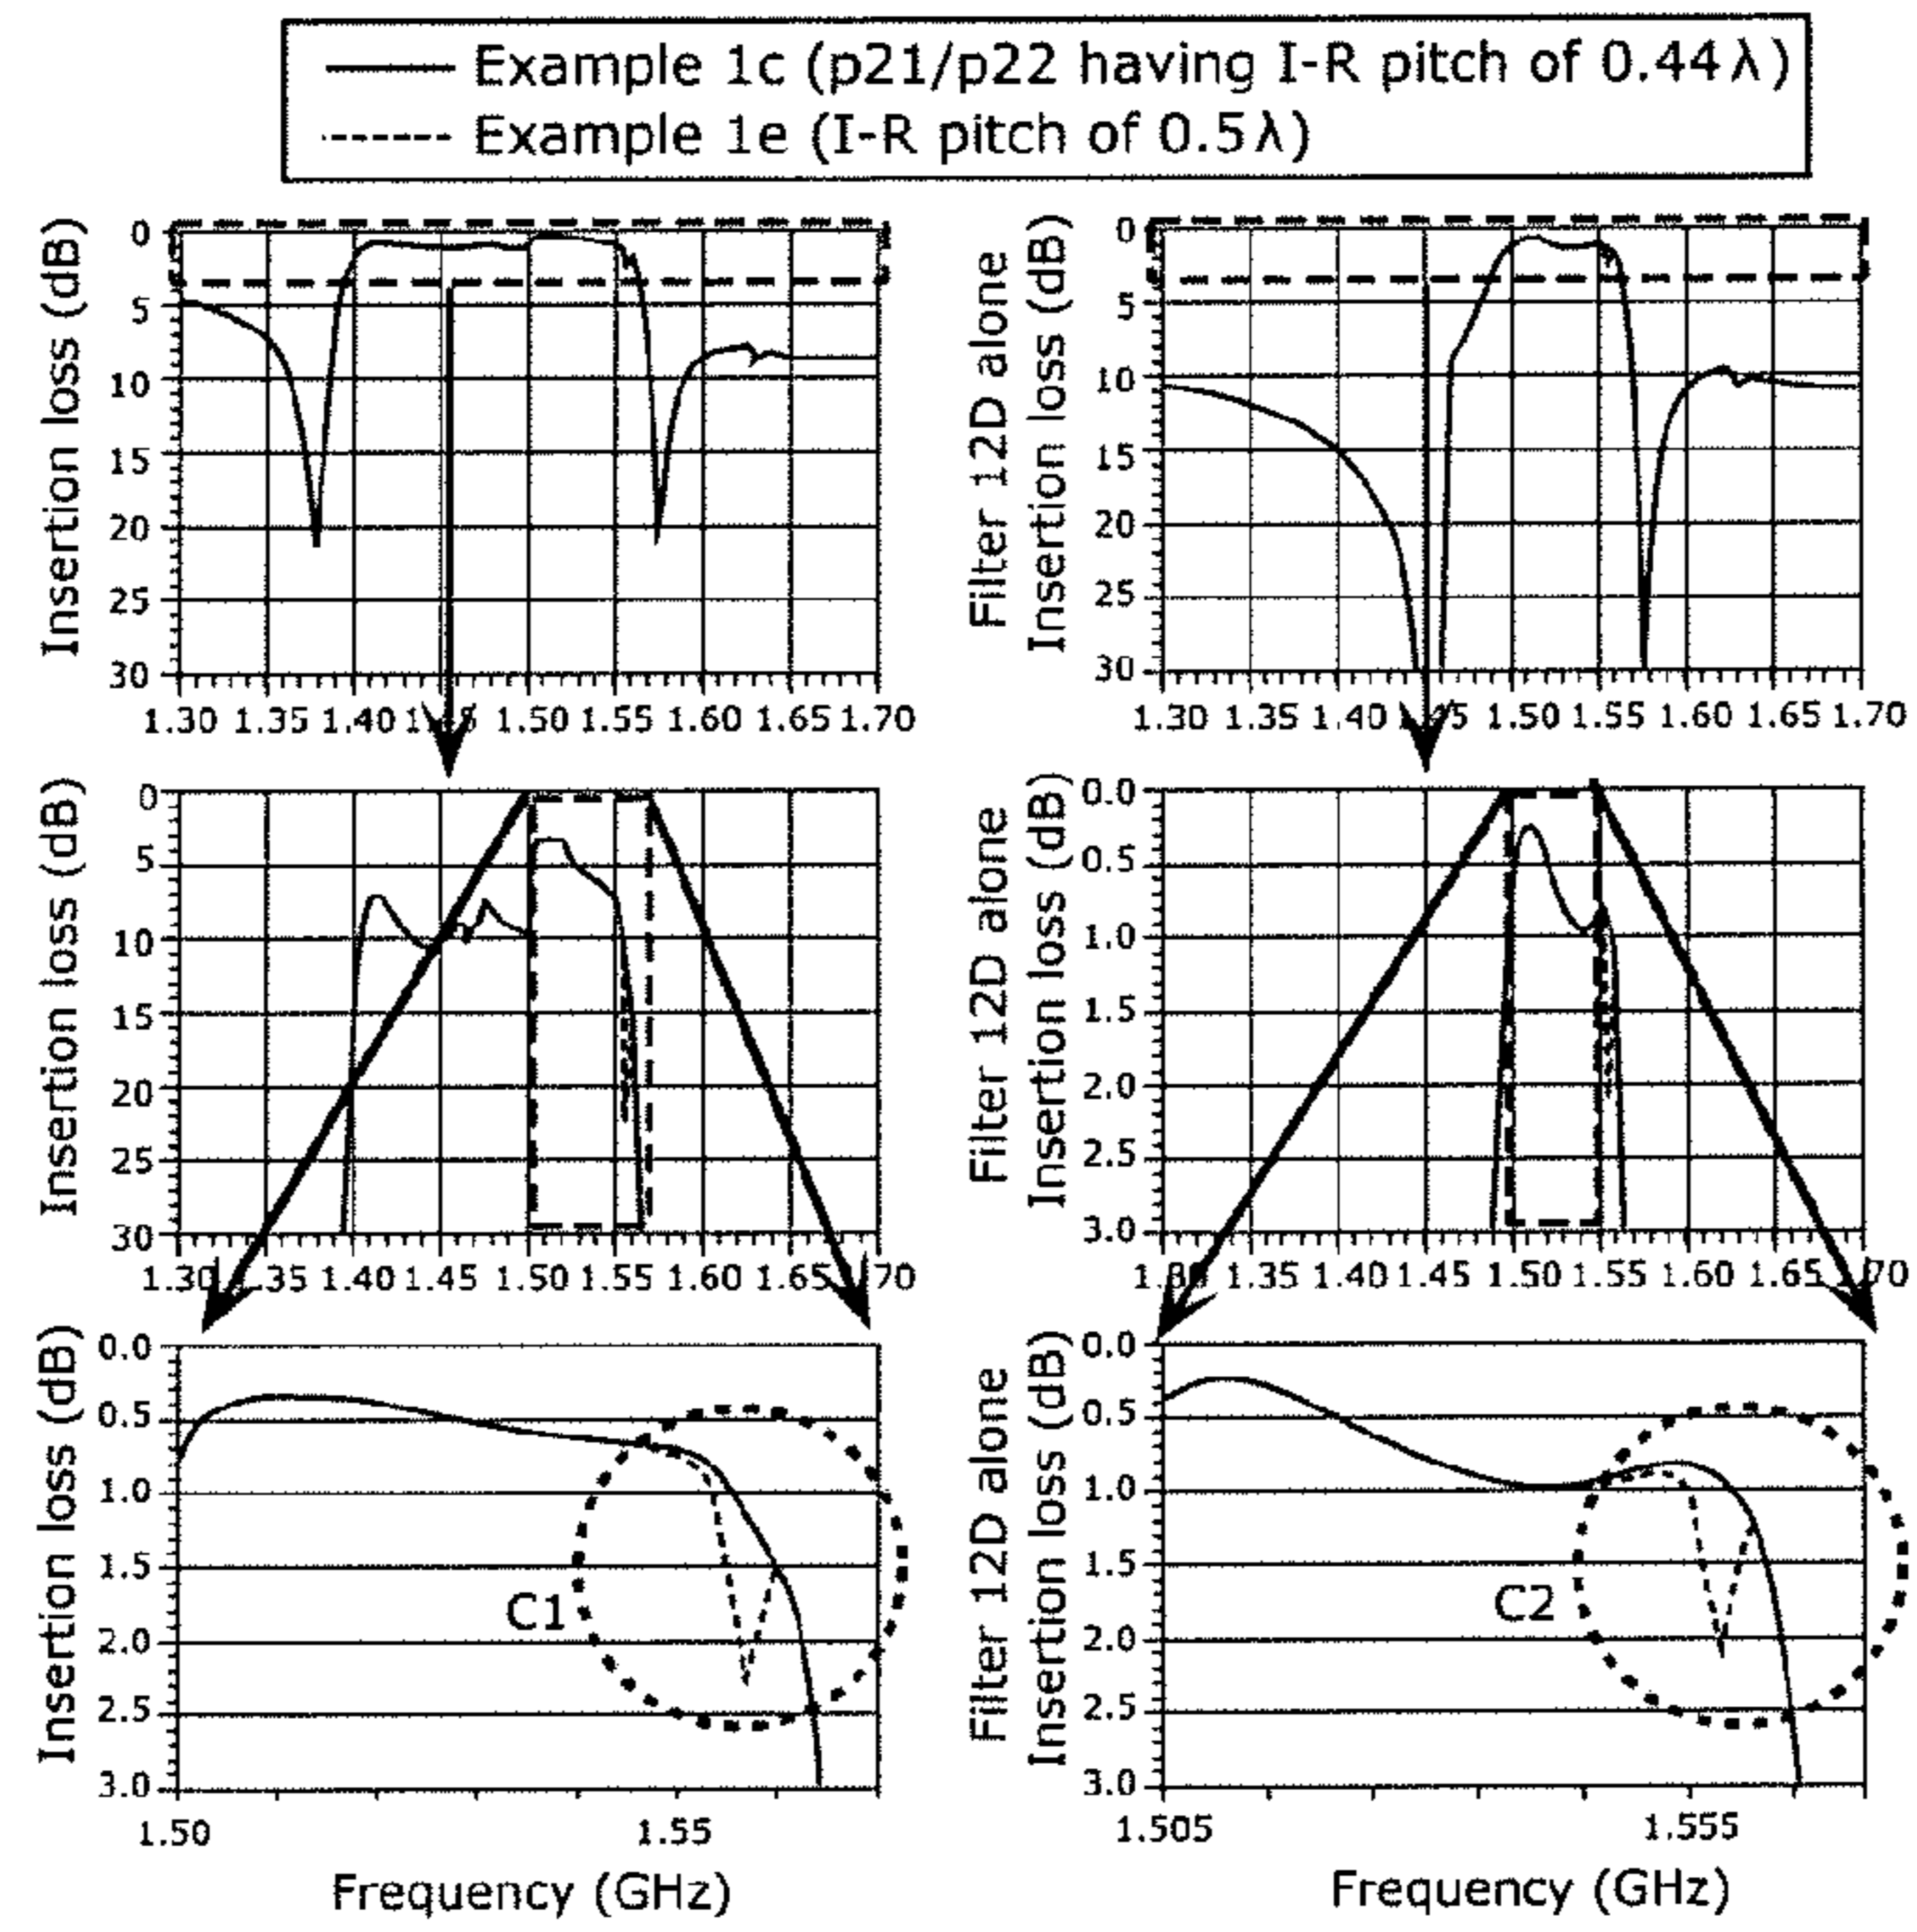 Example 1c (p21/p22 having I-R pitch of 0.44λ)
Example 1e (I-R pitch of 0.5λ)
Insertion loss (dB)
0
5
10
15
20
25
30
1.30 1.35 1.40 1.50 1.55 1.60 1.65 1.70
Filter 12D alone
Insertion loss (dB)
0
5
10
15
20
25
30
1.30 1.35 1.40 1.50 1.55 1.60 1.65 1.70
Insertion loss (dB)
0
5
10
15
20
25
30
1.30 1.40 1.45 1.50 1.55 1.60
Filter 12D alone
Insertion loss (dB)
0.0
0.5
1.0
1.5
2.0
2.5
3.0
1.35 1.40 1.45 1.50 1.55 1.60 1.65
Insertion loss (dB)
0.0
0.5
1.0
1.5
2.0
2.5
3.0
C1
1.50 1.55
Frequency (GHz)
Filter 12D alone
Insertion loss (dB)
0.0
0.5
1.0
1.5
2.0
2.5
3.0
C2
1.505 1.555
Frequency (GHz)